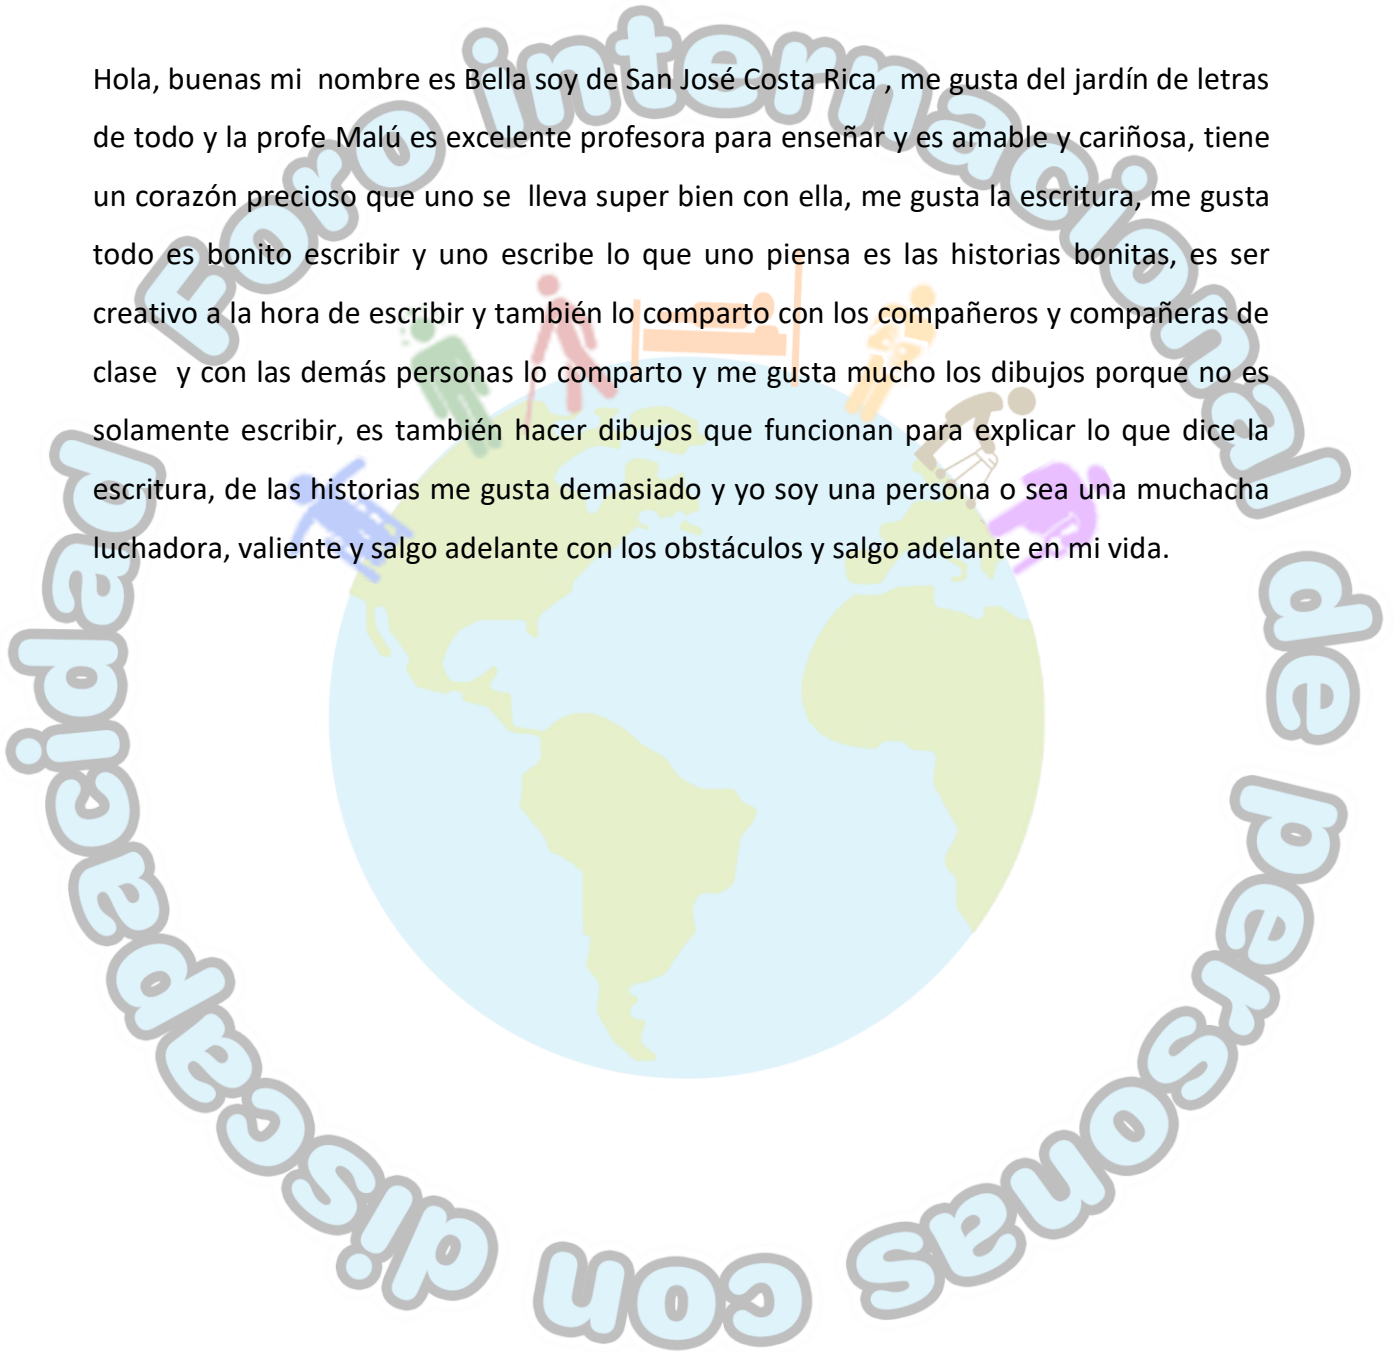 Hola, buenas mi  nombre es Bella soy de San José Costa Rica , me gusta del jardín de letras
de todo y la profe Malú es excelente profesora para enseñar y es amable y cariñosa, tiene
un corazón precioso que uno se  lleva super bien con ella, me gusta la escritura, me gusta
todo es bonito escribir y uno escribe lo que uno piensa es las historias bonitas, es ser
creativo a la hora de escribir y también lo comparto con los compañeros y compañeras de
clase  y con las demás personas lo comparto y me gusta mucho los dibujos porque no es
solamente escribir, es también hacer dibujos que funcionan para explicar lo que dice la
escritura, de las historias me gusta demasiado y yo soy una persona o sea una muchacha
luchadora, valiente y salgo adelante con los obstáculos y salgo adelante en mi vida.
Foro internacional de personas con discapacidad